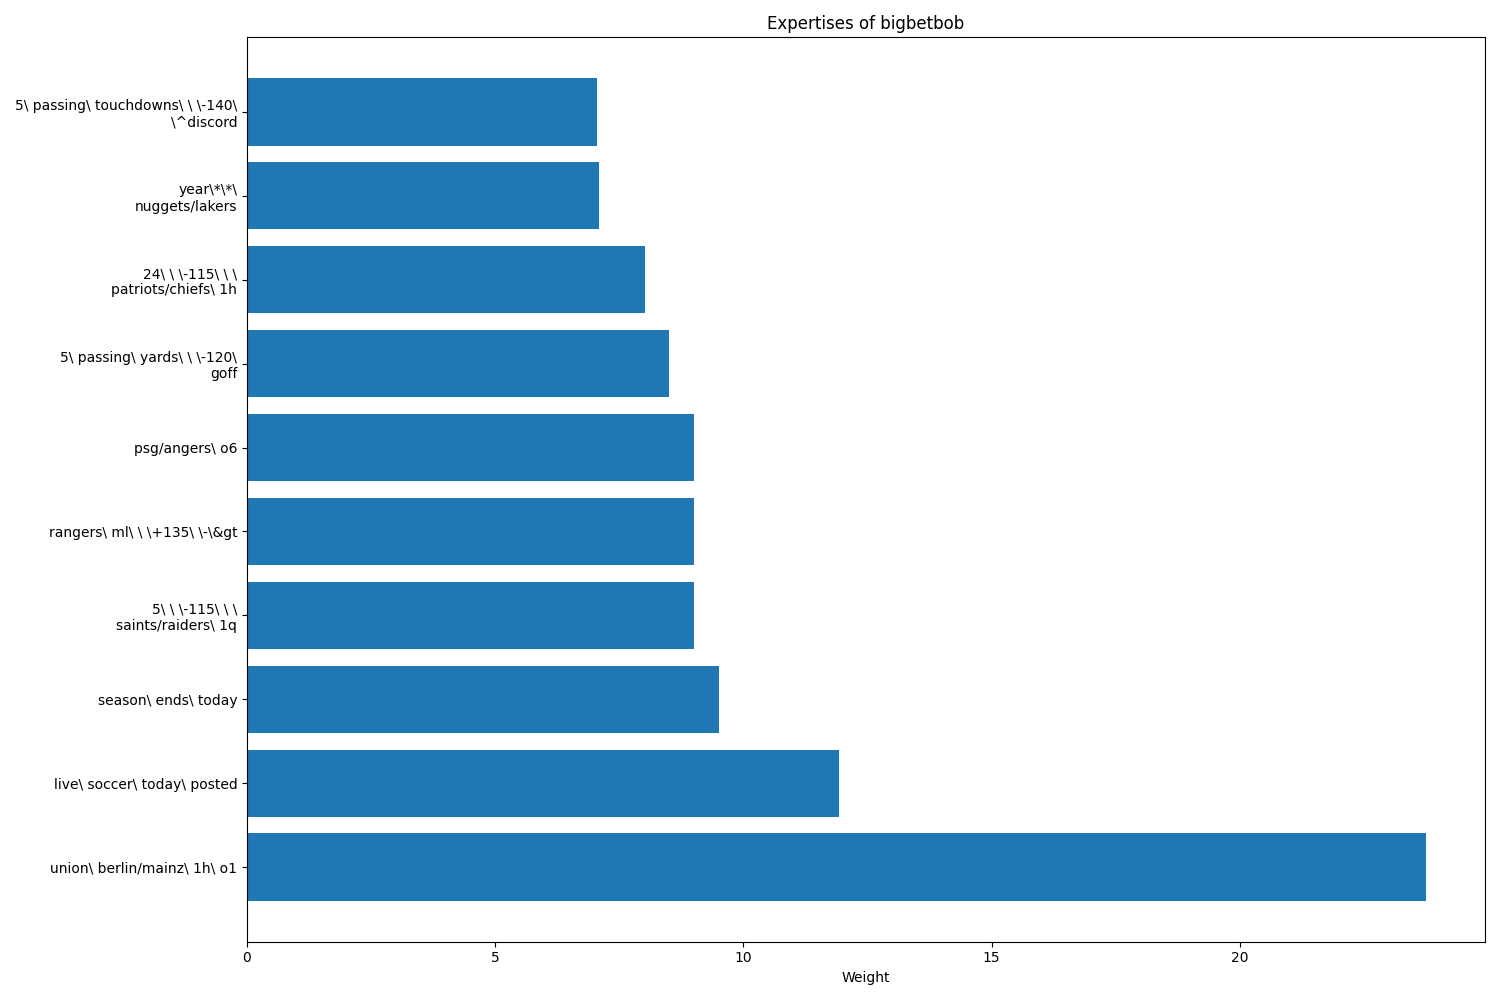 Expertises of bigbetbob
5\ passing\ touchdowns\ \ \-140\
\^discord
year\*\*\
nuggets/lakers
24\ \ \-115\ \ \
patriots/chiefs\ 1h
5\ passing\ yards\ \ \-120\
goff
psg/angers\ o6
rangers\ ml\ \ \+135\ \-\&gt
5\ \ \-115\ \ \
saints/raiders\ 1q
season\ ends\ today
live\ soccer\ today\ posted
union\ berlin/mainz\ 1h\ o1
0 5 10 15 20
Weight